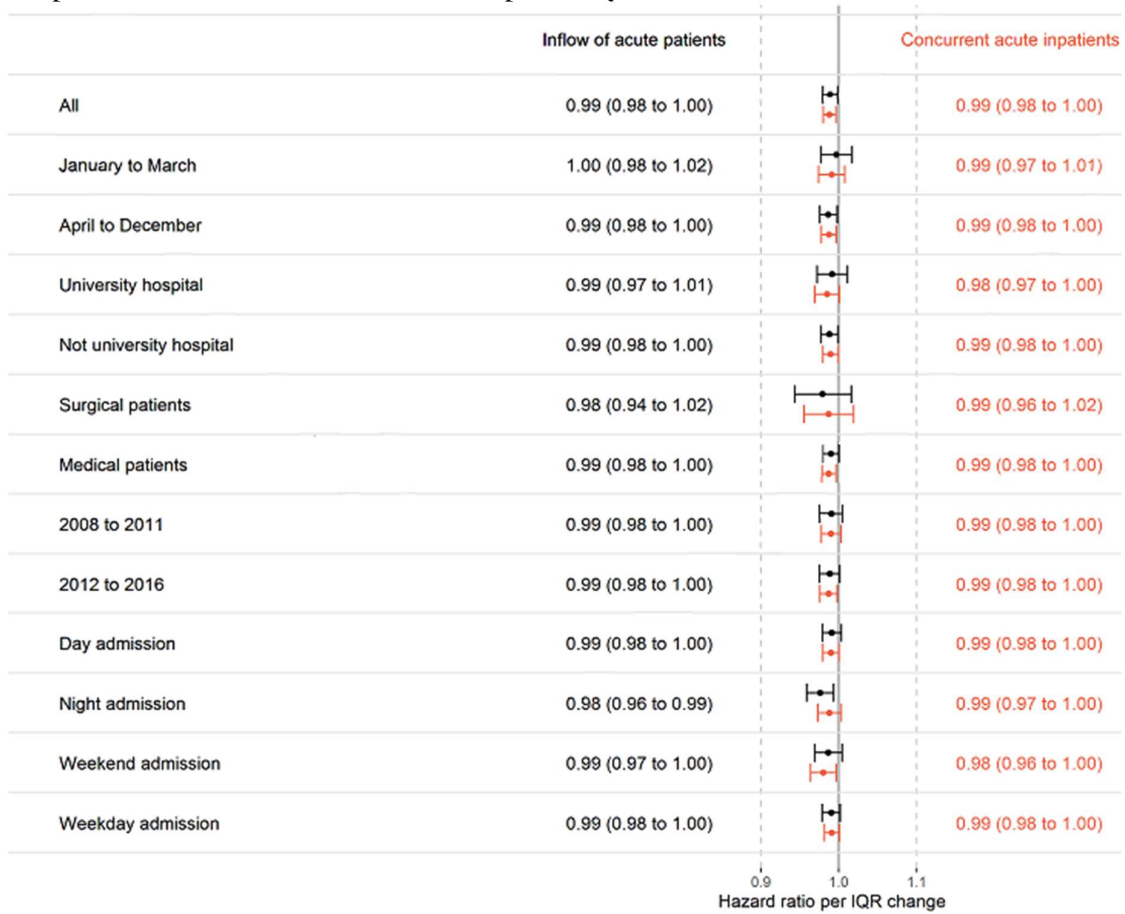 Inflow of acute patients Concurrent acute inpatients
All 0.99 (0.98 to 1.00) 0.99 (0.98 to 1.00)
January to March 1.00 (0.98 to 1.02) 0.99 (0.97 to 1.01)
April to December 0.99 (0.98 to 1.00) 0.99 (0.98 to 1.00)
University hospital 0.99 (0.97 to 1.01) 0.98 (0.97 to 1.00)
Not university hospital 0.99 (0.98 to 1.00) 0.99 (0.98 to 1.00)
Surgical patients 0.98 (0.94 to 1.02) 0.99 (0.96 to 1.02)
Medical patients 0.99 (0.98 to 1.00) 0.99 (0.98 to 1.00)
2008 to 2011 0.99 (0.98 to 1.00) 0.99 (0.98 to 1.00)
2012 to 2016 0.99 (0.98 to 1.00) 0.99 (0.98 to 1.00)
Day admission 0.99 (0.98 to 1.00) 0.99 (0.98 to 1.00)
Night admission 0.98 (0.96 to 0.99) 0.99 (0.97 to 1.00)
Weekend admission 0.99 (0.97 to 1.00) 0.98 (0.96 to 1.00)
Weekday admission 0.99 (0.98 to 1.00) 0.99 (0.98 to 1.00)
0.9 1.0 1.1
Hazard ratio per IQR change